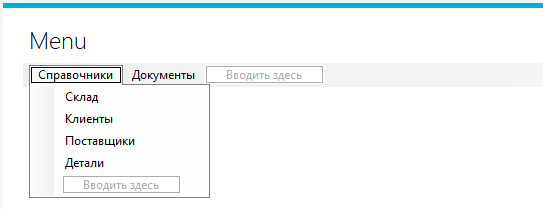 Menu
Справочники Документы Вводить здесь
Склад
Клиенты
Поставщики
Детали
Вводить здесь